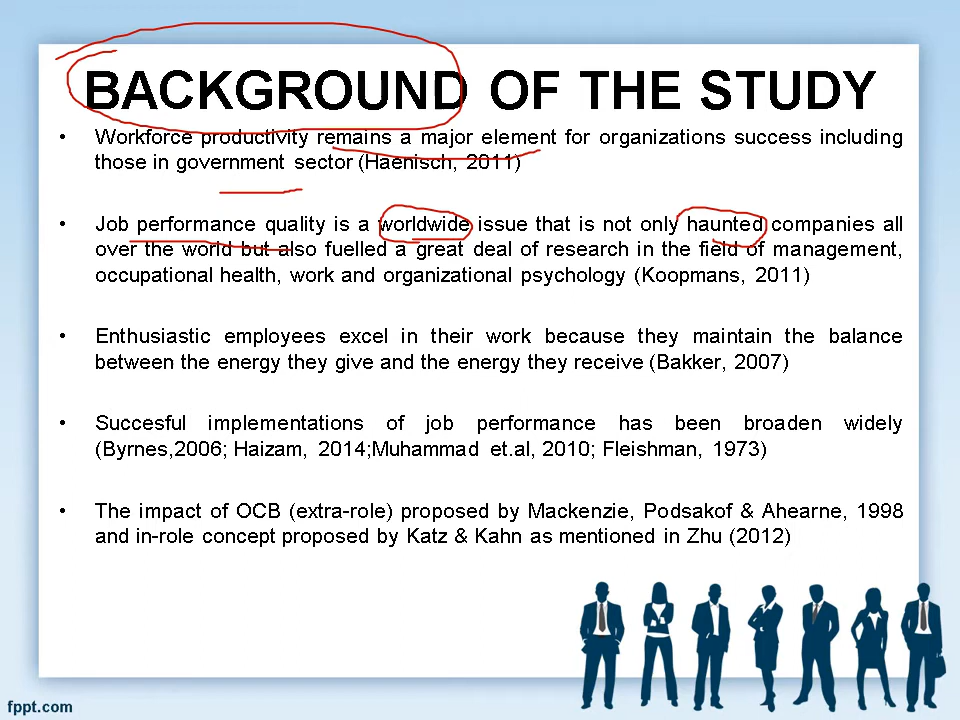 BACKGROUND OF THE STUDY
• Workforce productivity remains a major element for organizations success including
those in government sector (Haenisch, 2011)
• Job performance quality is a worldwide issue that is not only haunted companies all
over the world but also fuelled a great deal of research in the field of management,
occupational health, work and organizational psychology (Koopmans, 2011)
• Enthusiastic employees excel in their work because they maintain the balance
between the energy they give and the energy they receive (Bakker, 2007)
• Succesful implementations of job performance has been broaden widely
(Byrnes,2006; Haizam, 2014;Muhammad et.al, 2010; Fleishman, 1973)
• The impact of OCB (extra-role) proposed by Mackenzie, Podsakof & Ahearne, 1998
and in-role concept proposed by Katz & Kahn as mentioned in Zhu (2012)
fppt.com